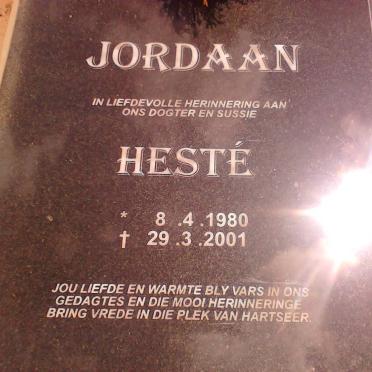 JORDAAN
IN LIEFDEVOLLE HERINNERING AAN
ONS DOGTER EN SUSSIE
HESTÉ
* 8 .4 .1980
† 29 .3 .2001
JOU LIEFDE EN WARMTE BLY VARS IN ONS
GEDAGTES EN DIE MOOI HERINNERINGE
BRING VREDE IN DIE PLEK VAN HARTSEER.